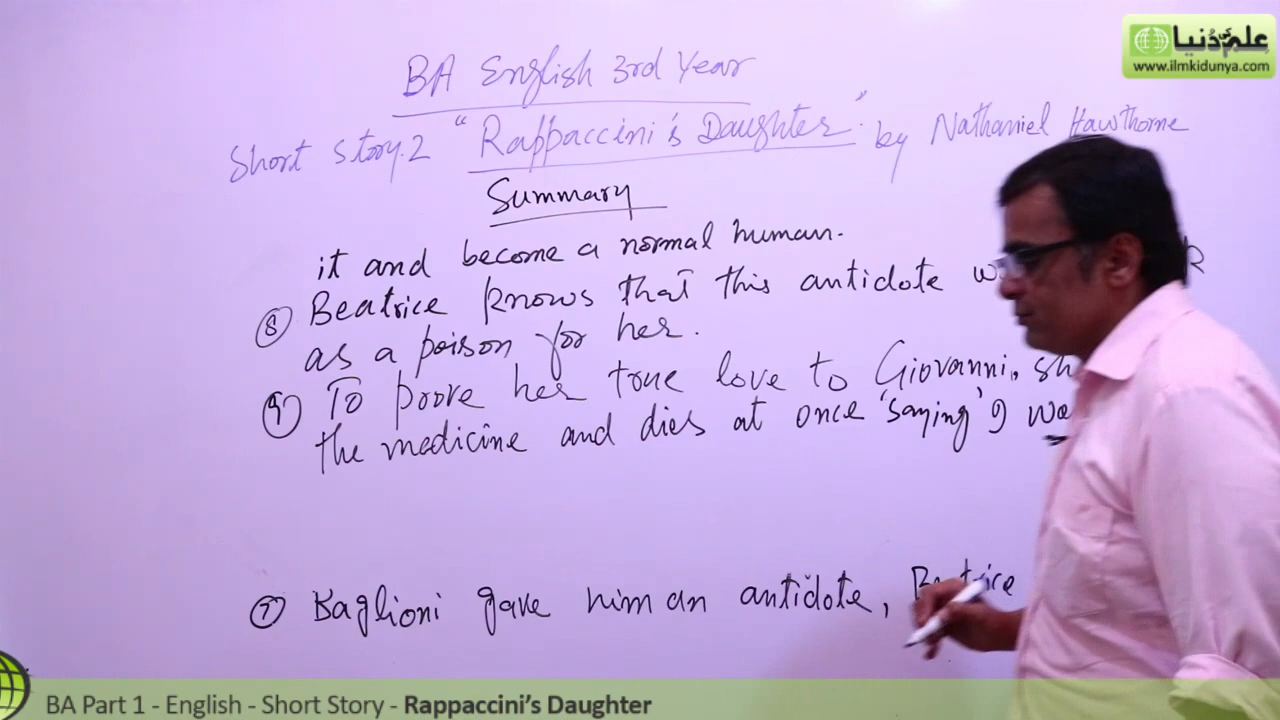 علم کی دُنیا
www.ilmkidunya.com
BA English 3rd Year
Short Story.2 "Rappaccini's Daughter" by Nathaniel Hawthorne
Summary
it and become a normal human.
⑧ Beatrice knows that this antidote
as a poison for her.
⑨ To prove her true love to Giovanni,
the medicine and dies at once 'saying' I
⑦ Baglioni gave him an antidote, Beatrice
BA Part 1 - English - Short Story - Rappaccini's Daughter